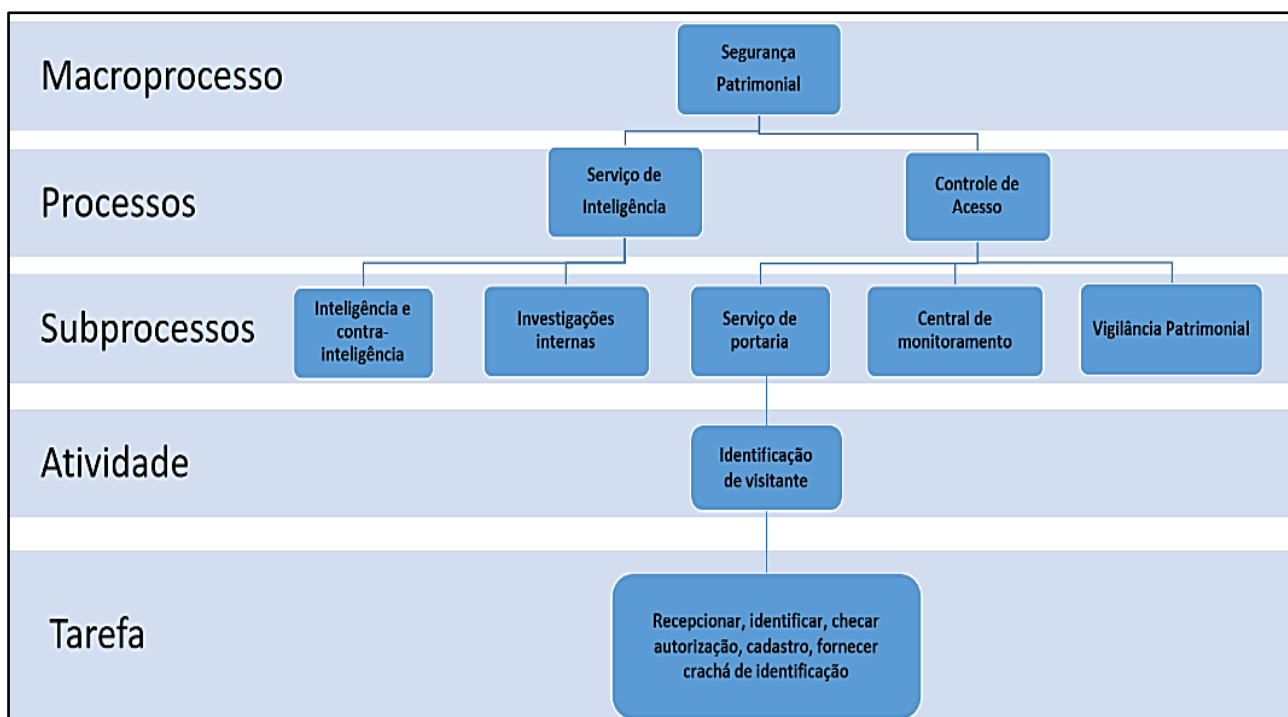 Macroprocesso
Segurança
Patrimonial
Processos
Serviço de
Inteligência
Controle de
Acesso
Subprocessos
Inteligência e
contra-
inteligência
Investigações
internas
Serviço de
portaria
Central de
monitoramento
Vigilância Patrimonial
Atividade
Identificação
de visitante
Tarefa
Recepcionar, identificar, checar
autorização, cadastro, fornecer
crachá de identificação